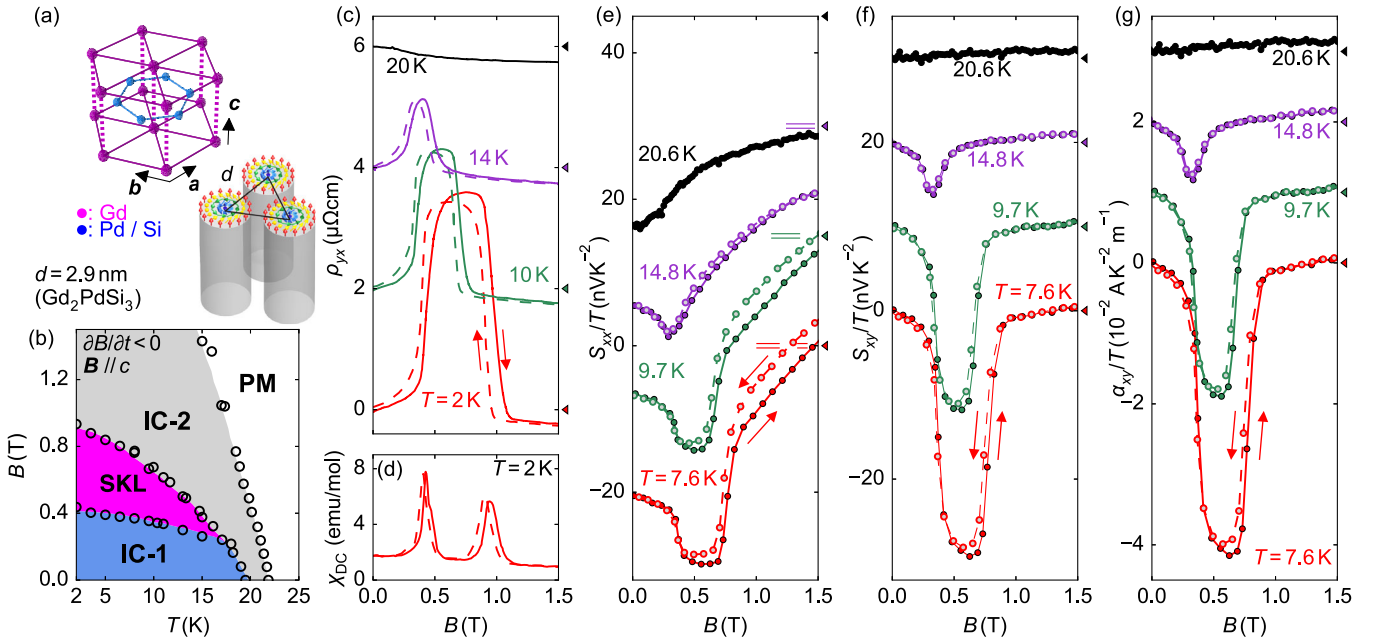 (a)
c
b
a
d
●: Gd
●: Pd / Si
d = 2.9 nm
(Gd₂PdSi₃)
(b)
∂B/∂t < 0
B // c
PM
IC-2
SKL
IC-1
1.2
0.8
0.4
0.0
B (T)
2
10
15
20
25
T (K)
(c)
6
4
2
0
ρyx (μΩcm)
20 K
14 K
10 K
T = 2 K
(d)
T = 2 K
8
4
0
χDC (emu/mol)
0.0
0.5
1.0
1.5
B (T)
(e)
40
20
0
−20
Sxx/T (nVK⁻²)
20.6 K
14.8 K
9.7 K
T = 7.6 K
0.0
0.5
1.0
1.5
B (T)
(f)
20
0
−20
Sxy/T (nVK⁻²)
20.6 K
14.8 K
9.7 K
T = 7.6 K
0.0
0.5
1.0
1.5
B (T)
(g)
2
0
−2
−4
αxy/T (10⁻² AK⁻² m⁻¹)
20.6 K
14.8 K
9.7 K
T = 7.6 K
0.0
0.5
1.0
1.5
B (T)